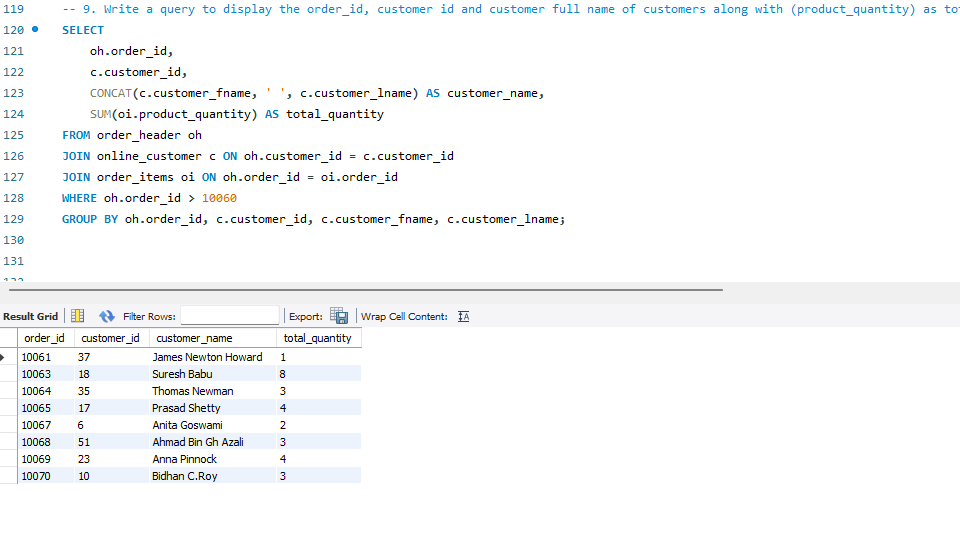 119 -- 9. Write a query to display the order_id, customer id and customer full name of customers along with (product_quantity) as to
120 SELECT
121 oh.order_id,
122 c.customer_id,
123 CONCAT(c.customer_fname, ' ', c.customer_lname) AS customer_name,
124 SUM(oi.product_quantity) AS total_quantity
125 FROM order_header oh
126 JOIN online_customer c ON oh.customer_id = c.customer_id
127 JOIN order_items oi ON oh.order_id = oi.order_id
128 WHERE oh.order_id > 10060
129 GROUP BY oh.order_id, c.customer_id, c.customer_fname, c.customer_lname;
130
131
Result Grid Filter Rows: Export: Wrap Cell Content:
order_id customer_id customer_name total_quantity
10061 37 James Newton Howard 1
10063 18 Suresh Babu 8
10064 35 Thomas Newman 3
10065 17 Prasad Shetty 4
10067 6 Anita Goswami 2
10068 51 Ahmad Bin Gh Azali 3
10069 23 Anna Pinnock 4
10070 10 Bidhan C.Roy 3